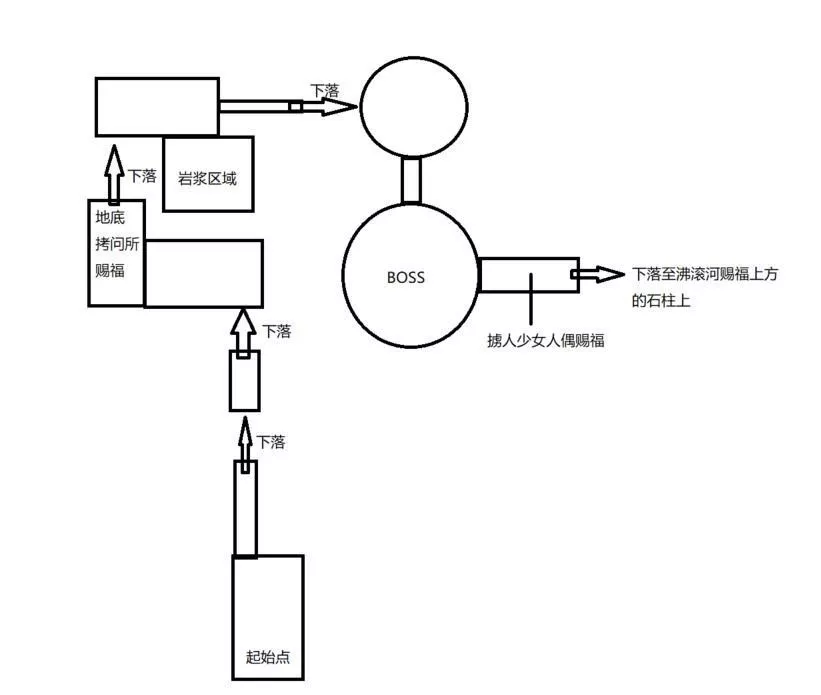 下落
下落
岩浆区域
地底
拷问所
赐福
BOSS
下落至沸滚河赐福上方
的石柱上
下落
掳人少女人偶赐福
下落
起始点